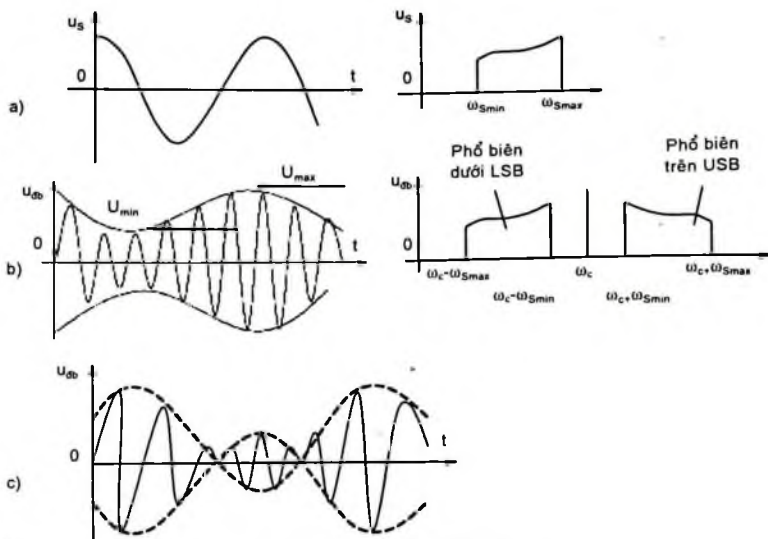 u_S
0
t
u_S
0
ω_Smin
ω_Smax
a)
u_đb
U_max
U_min
0
t
b)
Phổ biên
dưới LSB
Phổ biên
trên USB
u_đb
0
ω_c-ω_Smax
ω_c
ω_c+ω_Smax
ω_c-ω_Smin
ω_c+ω_Smin
u_đb
0
t
c)